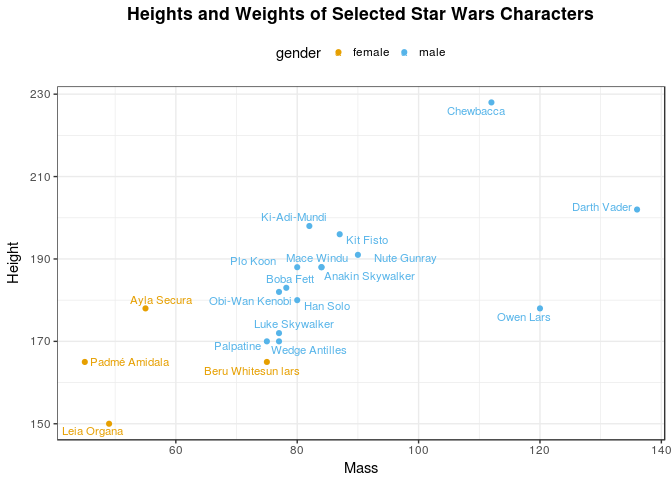 Heights and Weights of Selected Star Wars Characters
gender female male
230
Chewbacca
210
Darth Vader
Ki-Adi-Mundi
Kit Fisto
190
Plo Koon Mace Windu Nute Gunray
Anakin Skywalker
Boba Fett
Ayla Secura
Obi-Wan Kenobi
Han Solo
Owen Lars
Luke Skywalker
170
Palpatine
Wedge Antilles
Padmé Amidala
Beru Whitesun lars
150
Leia Organa
60 80 100 120 140
Mass
Height